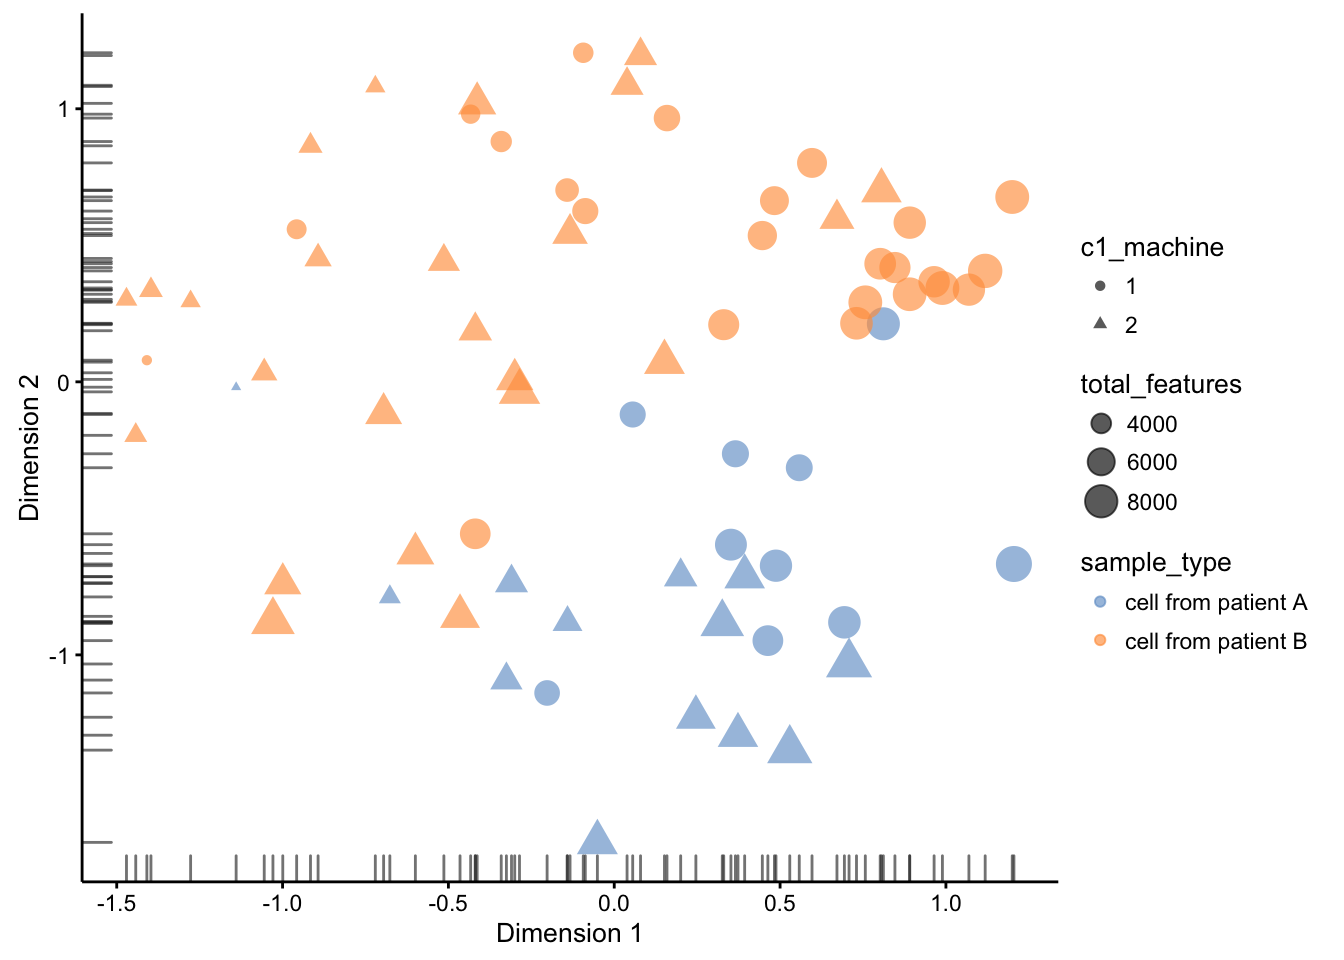 1
0
-1
Dimension 2
-1.5
-1.0
-0.5
0.0
0.5
1.0
Dimension 1
c1_machine
1
2
total_features
4000
6000
8000
sample_type
cell from patient A
cell from patient B